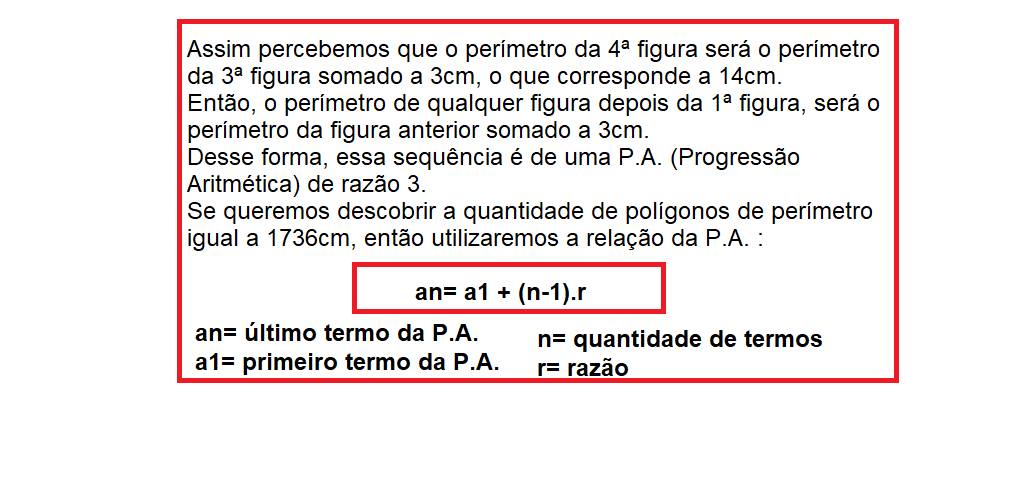 Assim percebemos que o perímetro da 4ª figura será o perímetro
da 3ª figura somado a 3cm, o que corresponde a 14cm.
Então, o perímetro de qualquer figura depois da 1ª figura, será o
perímetro da figura anterior somado a 3cm.
Desse forma, essa sequência é de uma P.A. (Progressão
Aritmética) de razão 3.
Se queremos descobrir a quantidade de polígonos de perímetro
igual a 1736cm, então utilizaremos a relação da P.A. :
an= a1 + (n-1).r
an= último termo da P.A.
a1= primeiro termo da P.A.
n= quantidade de termos
r= razão